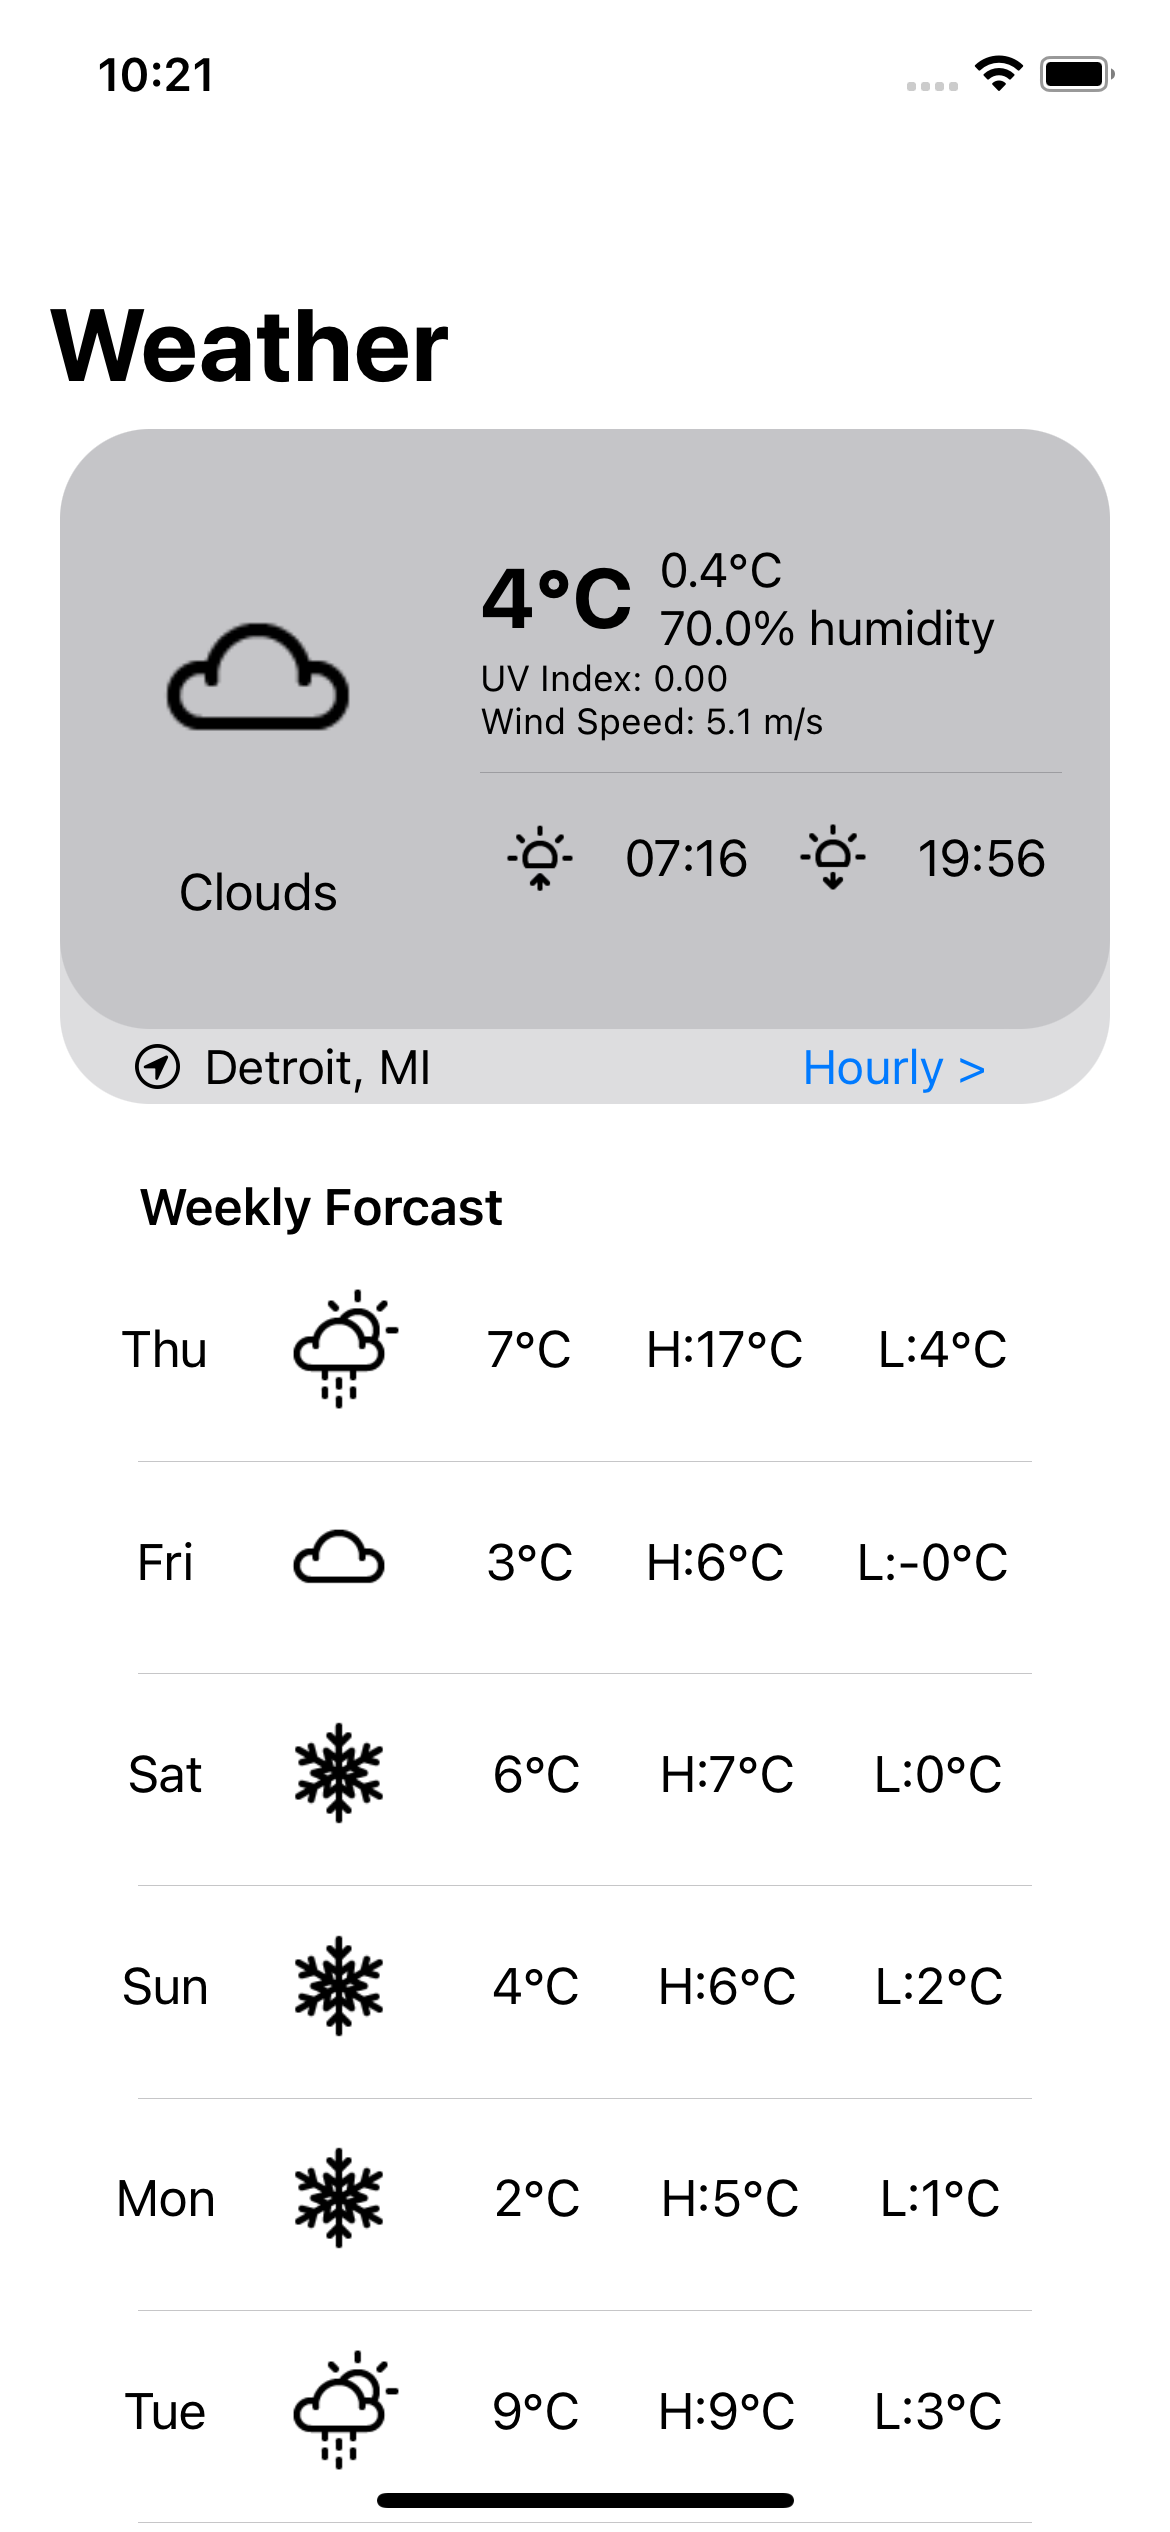 10:21
Weather
4°C
0.4°C
70.0% humidity
UV Index: 0.00
Wind Speed: 5.1 m/s
07:16 19:56
Clouds
Detroit, MI Hourly >
Weekly Forcast
Thu 7°C H:17°C L:4°C
Fri 3°C H:6°C L:-0°C
Sat 6°C H:7°C L:0°C
Sun 4°C H:6°C L:2°C
Mon 2°C H:5°C L:1°C
Tue 9°C H:9°C L:3°C